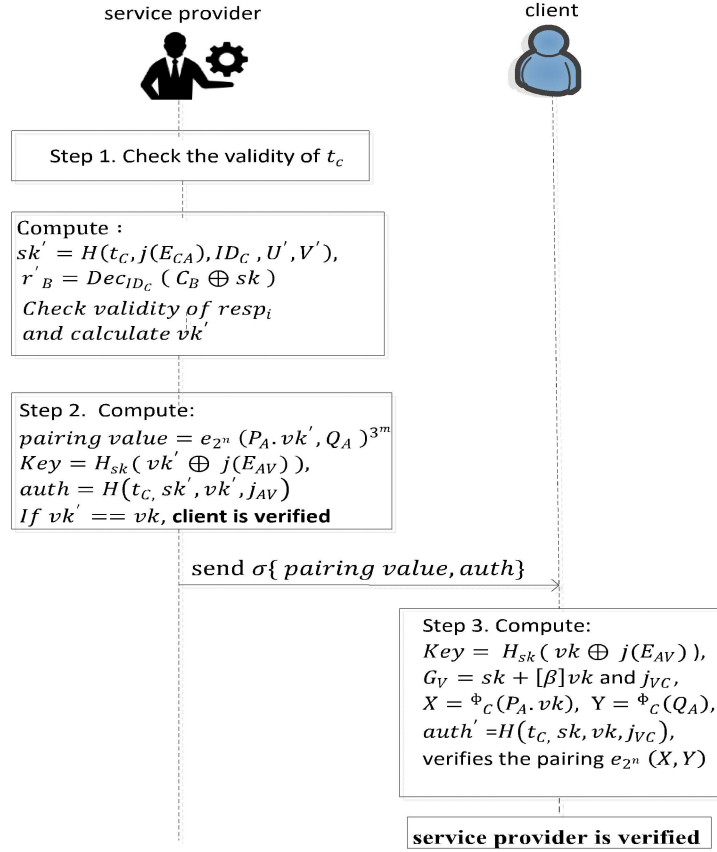 service provider
client
Step 1. Check the validity of t_c
Compute :
sk′ = H(t_C, j(E_CA), ID_C , U′, V′),
r′_B = Dec_ID_C ( C_B ⊕ sk )
Check validity of resp_i
and calculate vk′
Step 2. Compute:
pairing value = e_2^n (P_A. vk′, Q_A )^3^m
Key = H_sk( vk′ ⊕ j(E_AV) ),
auth = H(t_C, sk′, vk′, j_AV)
If vk′ == vk, client is verified
send σ{ pairing value, auth}
Step 3. Compute:
Key = H_sk( vk ⊕ j(E_AV) ),
G_V = sk + [β]vk and j_VC,
X = ᶲ_C(P_A. vk), Y = ᶲ_C(Q_A),
auth′ =H(t_C, sk, vk, j_VC),
verifies the pairing e_2^n (X, Y)
service provider is verified